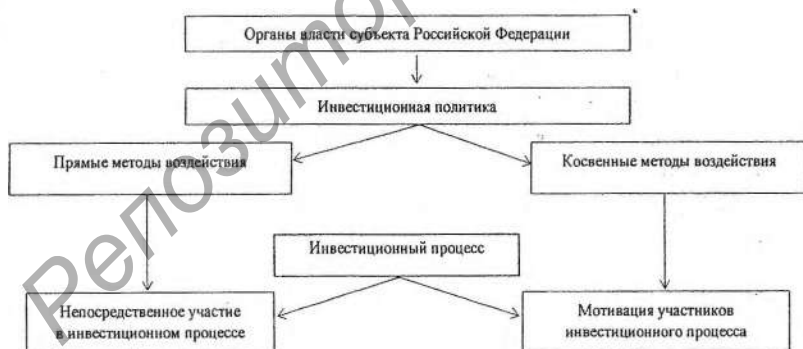 Органы власти субъекта Российской Федерации
Инвестиционная политика
Прямые методы воздействия
Косвенные методы воздействия
Инвестиционный процесс
Непосредственное участие
в инвестиционном процессе
Мотивация участников
инвестиционного процесса